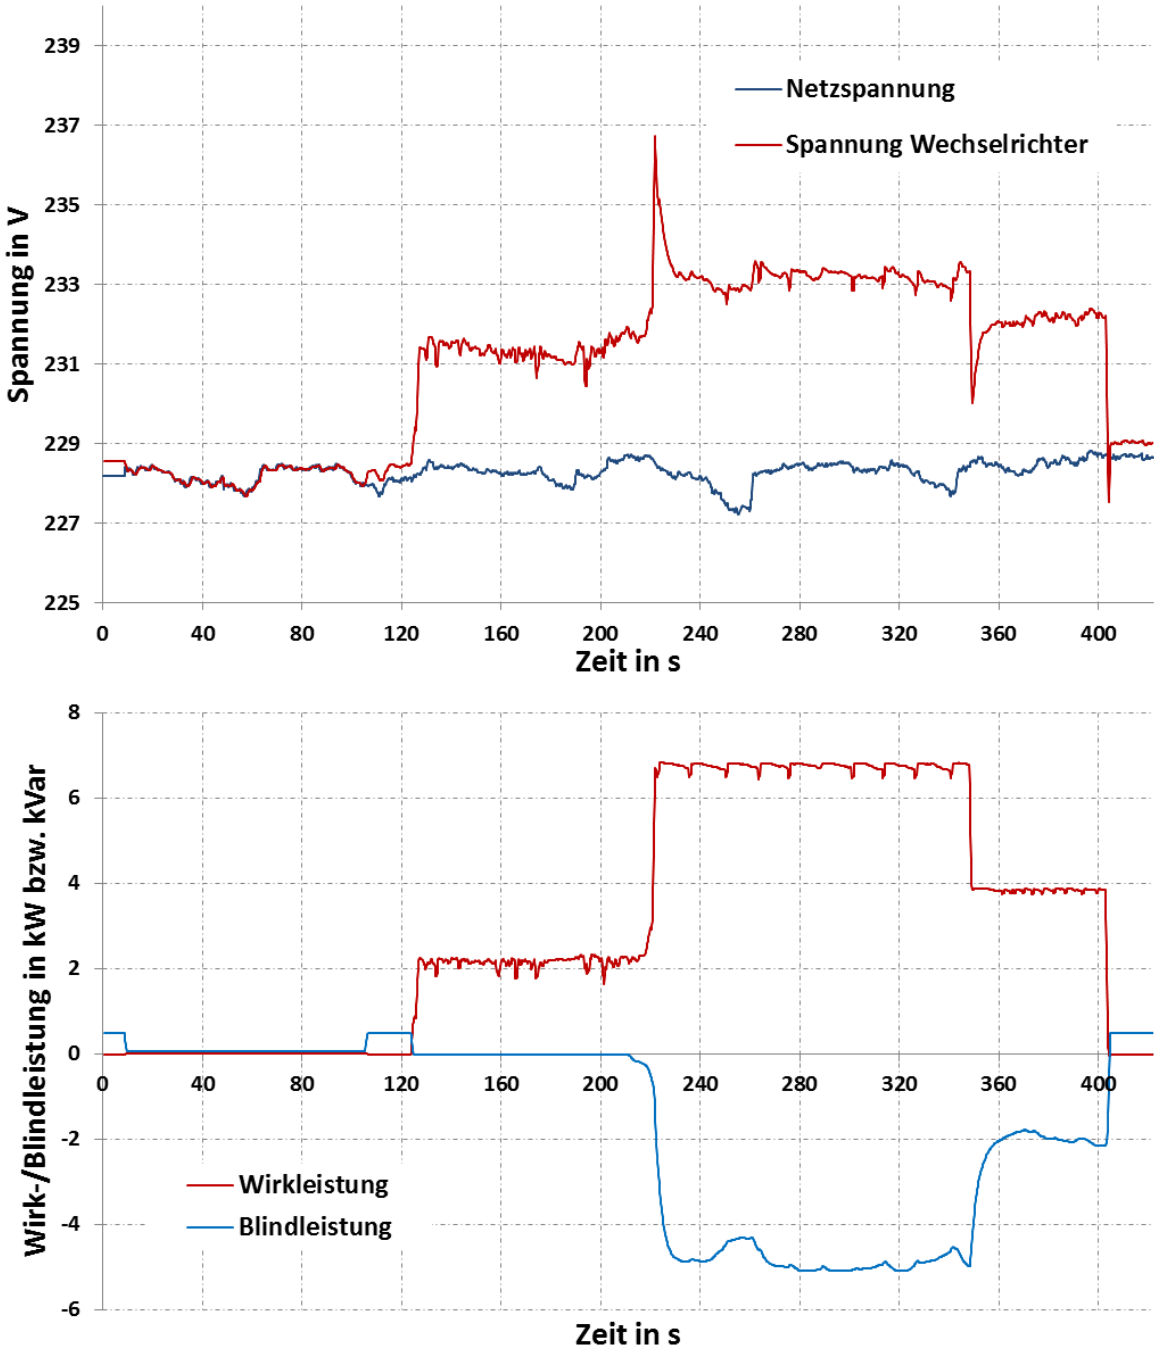 239
237
235
233
231
229
227
225
Spannung in V
Netzspannung
Spannung Wechselrichter
0 40 80 120 160 200 240 280 320 360 400
Zeit in s
8
6
4
2
0
-2
-4
-6
Wirk-/Blindleistung in kW bzw. kVar
0 40 80 120 160 200 240 280 320 360 400
Wirkleistung
Blindleistung
Zeit in s